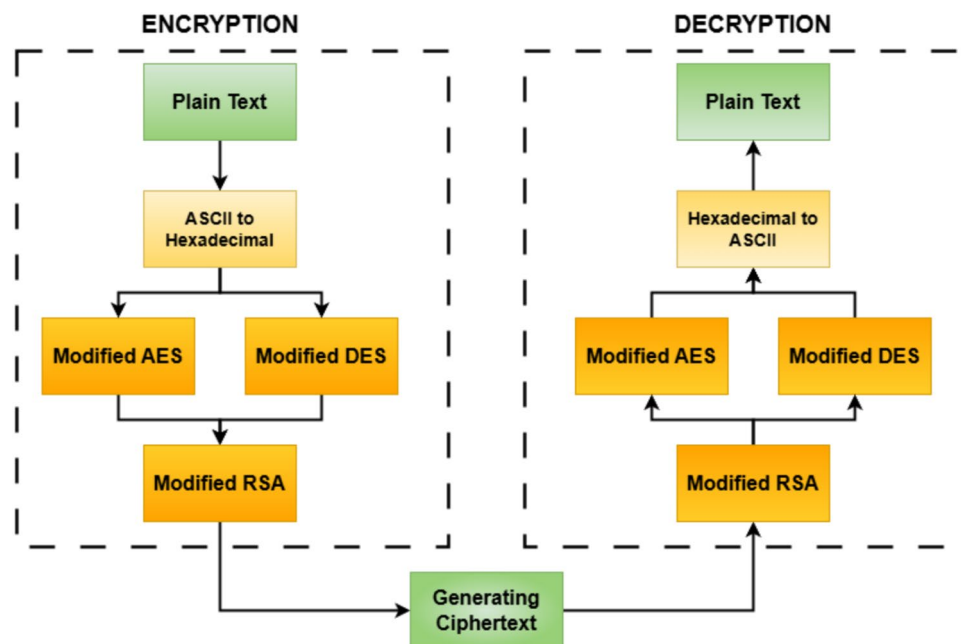 ENCRYPTION
Plain Text
ASCII to
Hexadecimal
Modified AES
Modified DES
Modified RSA
DECRYPTION
Plain Text
Hexadecimal to
ASCII
Modified AES
Modified DES
Modified RSA
Generating
Ciphertext